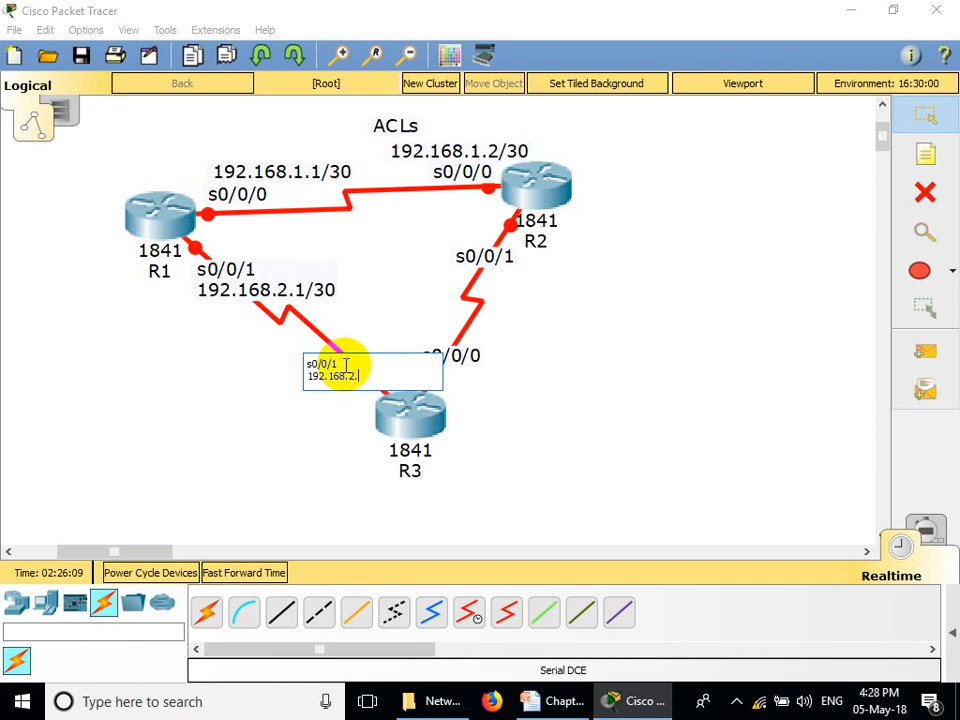 Cisco Packet Tracer
File Edit Options View Tools Extensions Help
Logical
Back
[Root]
New Cluster
Move Object
Set Tiled Background
Viewport
Environment: 16:30:00
ACLs
192.168.1.2/30
192.168.1.1/30
s0/0/0
s0/0/0
1841
R2
1841
R1
s0/0/1
s0/0/1
192.168.2.1/30
s0/0/0
s0/0/1
192.168.2.
1841
R3
Time: 02:26:09
Power Cycle Devices
Fast Forward Time
Realtime
Serial DCE
Type here to search
Netw...
Chapt...
Cisco ...
ENG
4:28 PM
05-May-18
8